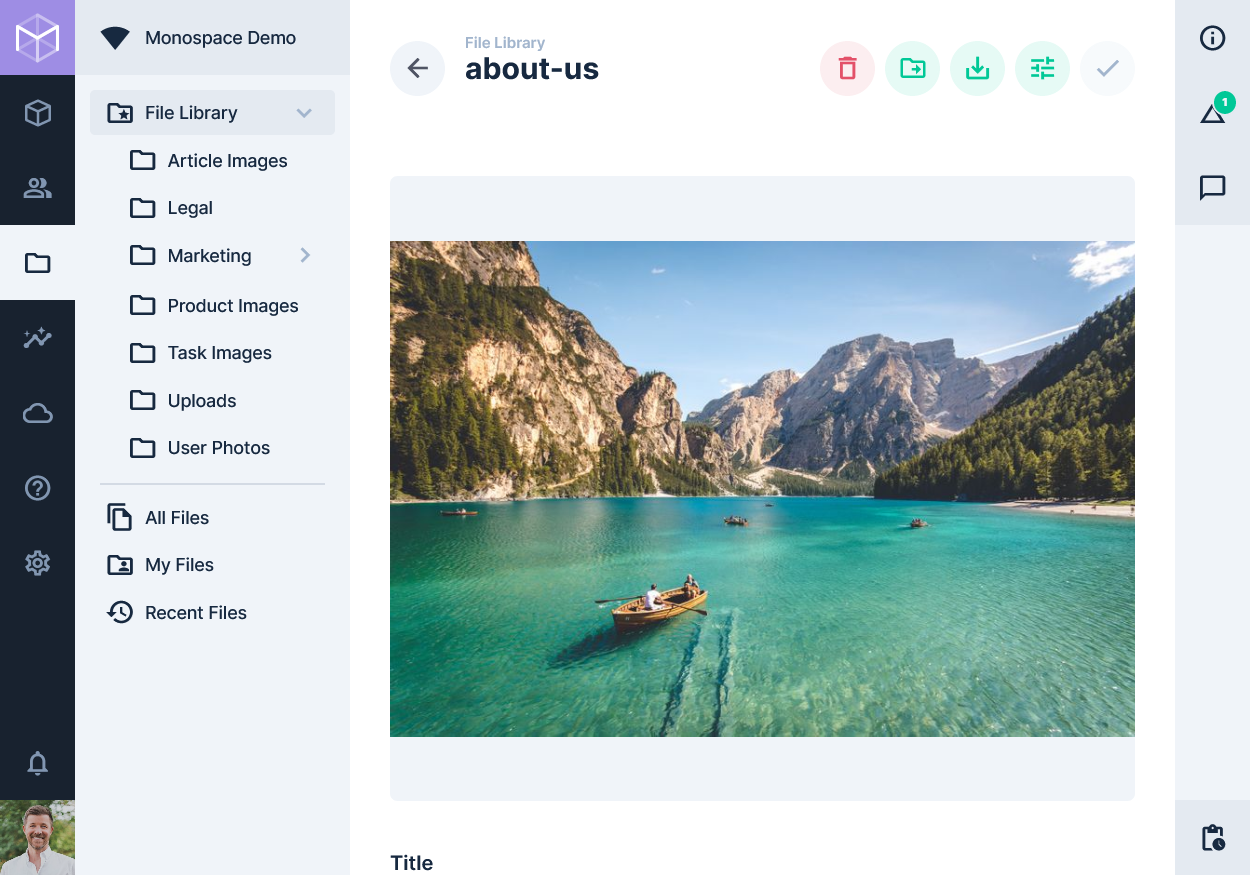 Monospace Demo
File Library
Article Images
Legal
Marketing
Product Images
Task Images
Uploads
User Photos
All Files
My Files
Recent Files
File Library
about-us
1
Title